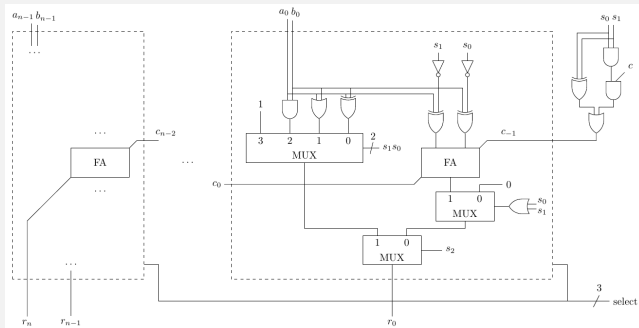 a_{n-1} b_{n-1}
a_0 b_0
s_0 s_1
...
s_1
s_0
c
1
...
c_{n-2}
...
3 2 1 0
MUX
2
s_1s_0
c_{-1}
FA
FA
...
c_0
0
1 0
MUX
s_0
s_1
1 0
MUX
s_2
...
3
select
r_n
r_{n-1}
r_0